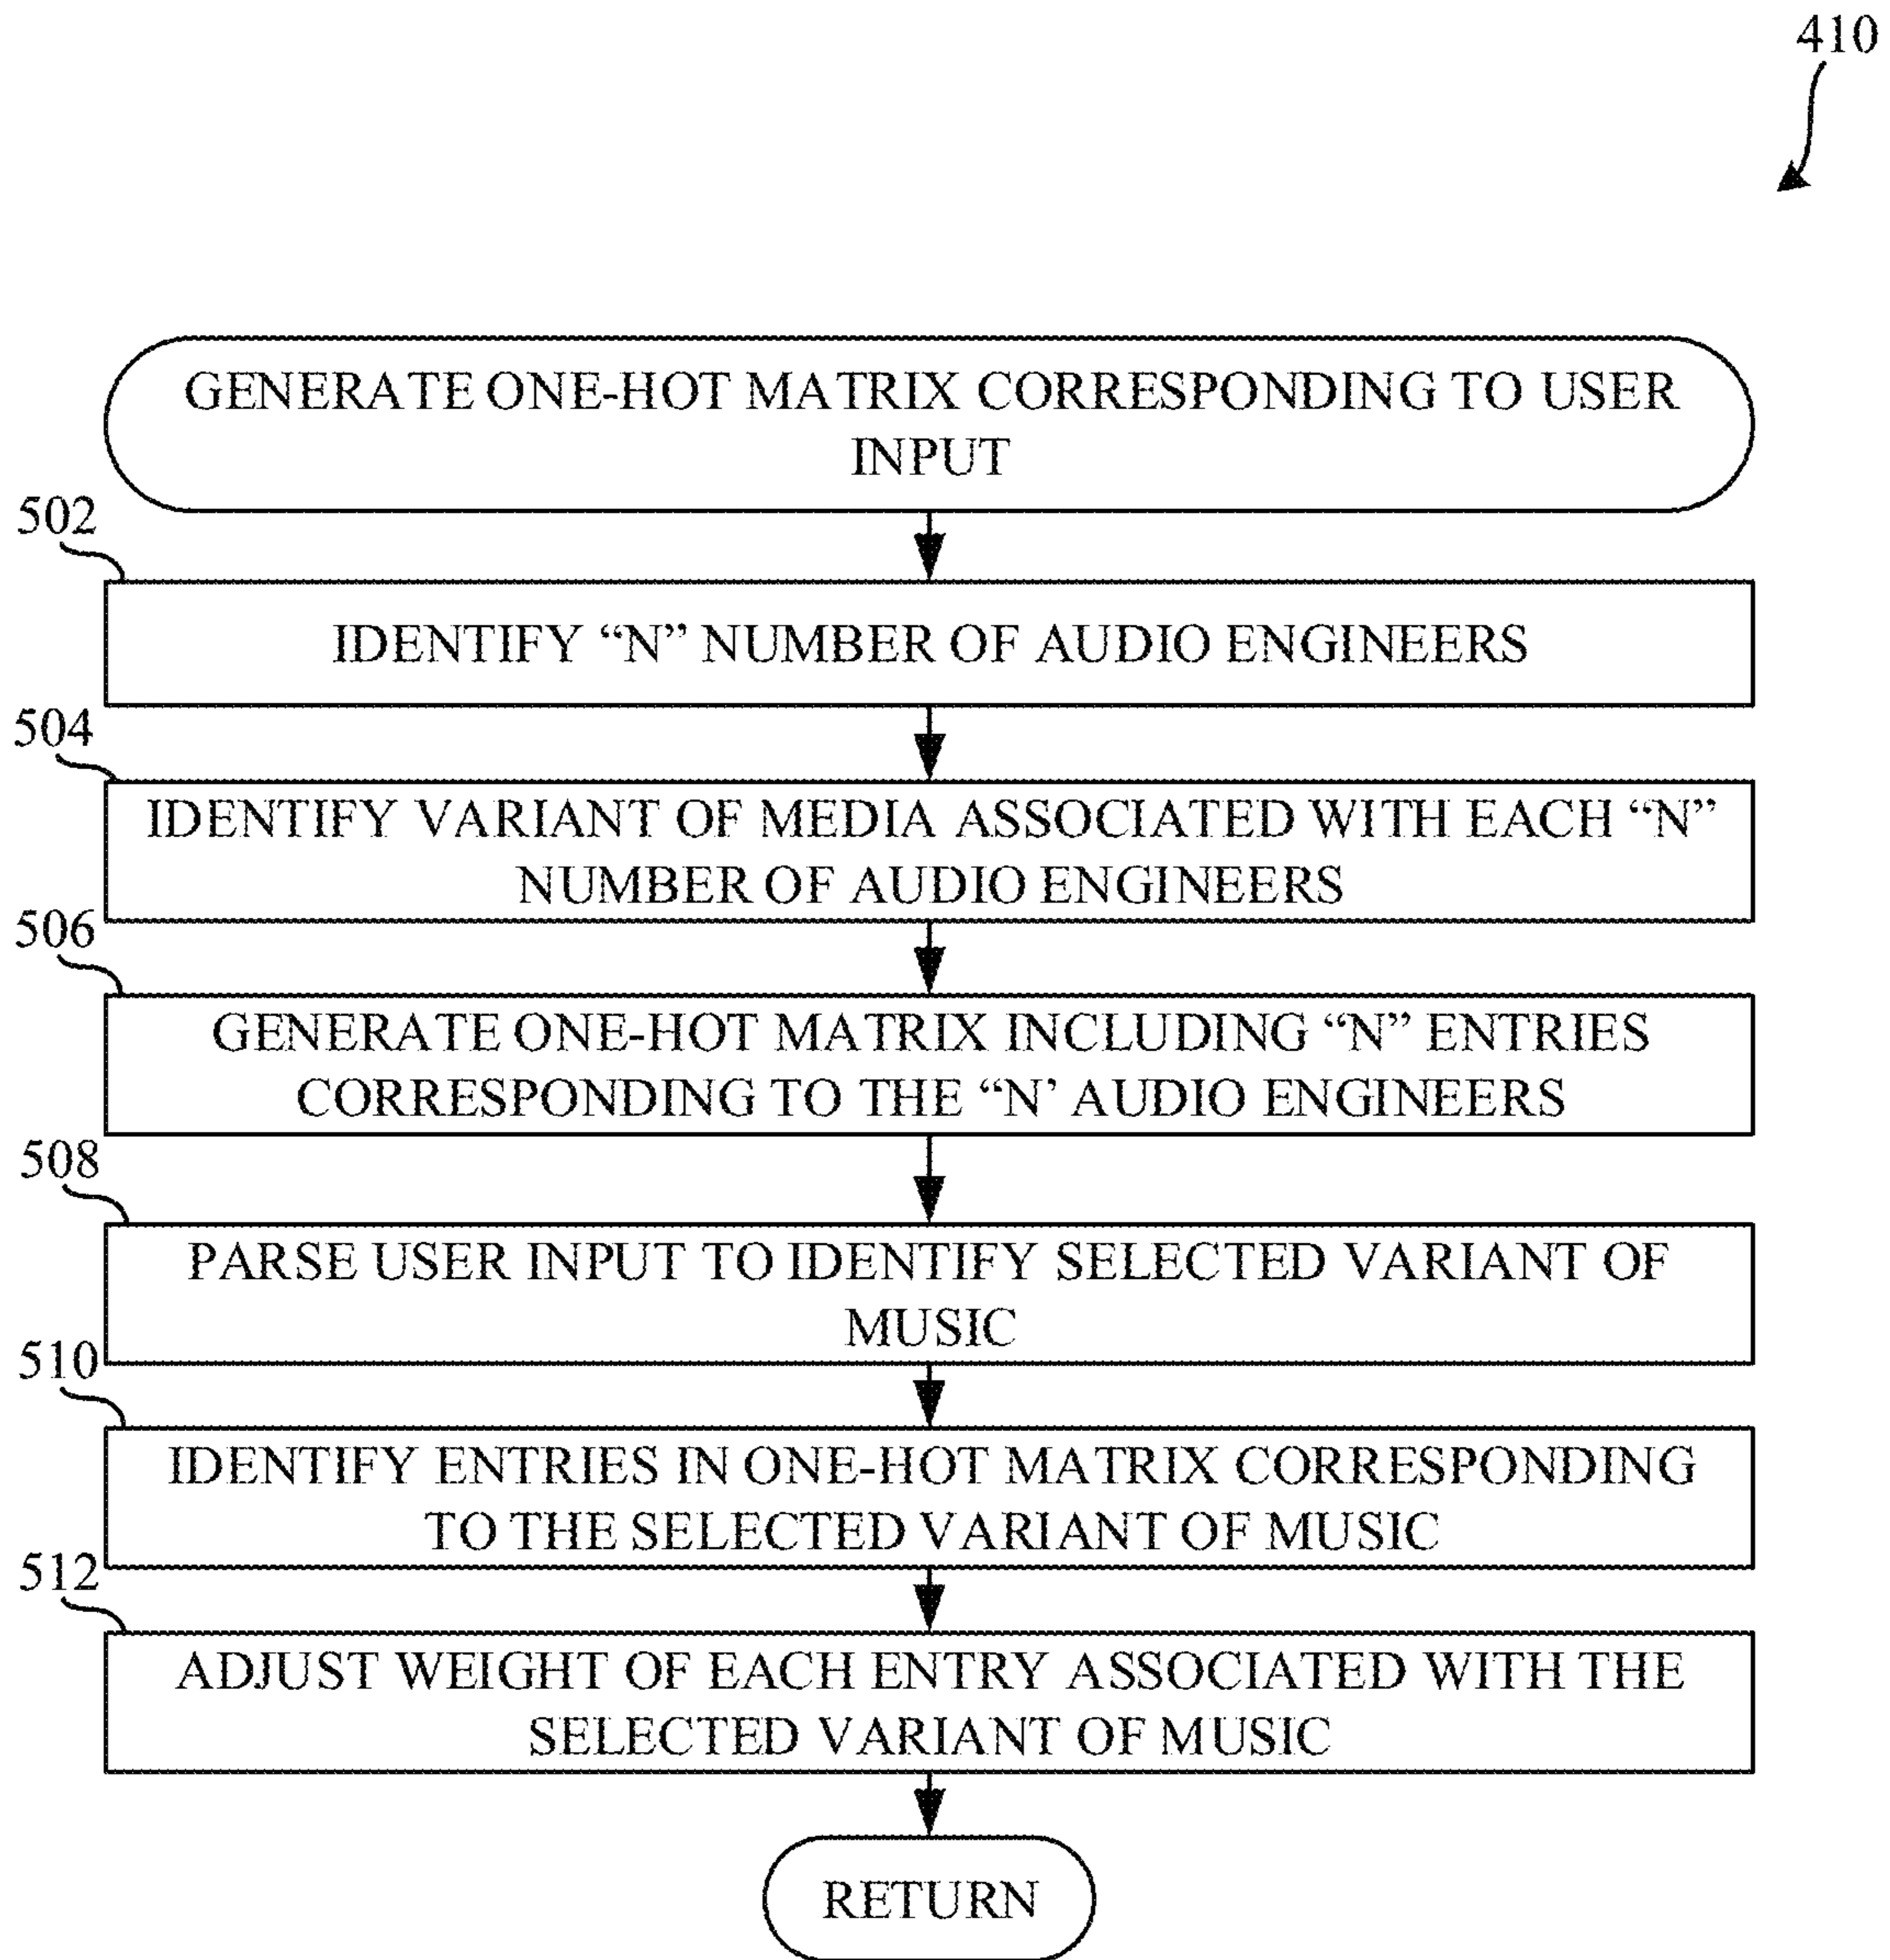 410
GENERATE ONE-HOT MATRIX CORRESPONDING TO USER
INPUT
502
IDENTIFY “N” NUMBER OF AUDIO ENGINEERS
504
IDENTIFY VARIANT OF MEDIA ASSOCIATED WITH EACH “N”
NUMBER OF AUDIO ENGINEERS
506
GENERATE ONE-HOT MATRIX INCLUDING “N” ENTRIES
CORRESPONDING TO THE “N’ AUDIO ENGINEERS
508
PARSE USER INPUT TO IDENTIFY SELECTED VARIANT OF
MUSIC
510
IDENTIFY ENTRIES IN ONE-HOT MATRIX CORRESPONDING
TO THE SELECTED VARIANT OF MUSIC
512
ADJUST WEIGHT OF EACH ENTRY ASSOCIATED WITH THE
SELECTED VARIANT OF MUSIC
RETURN